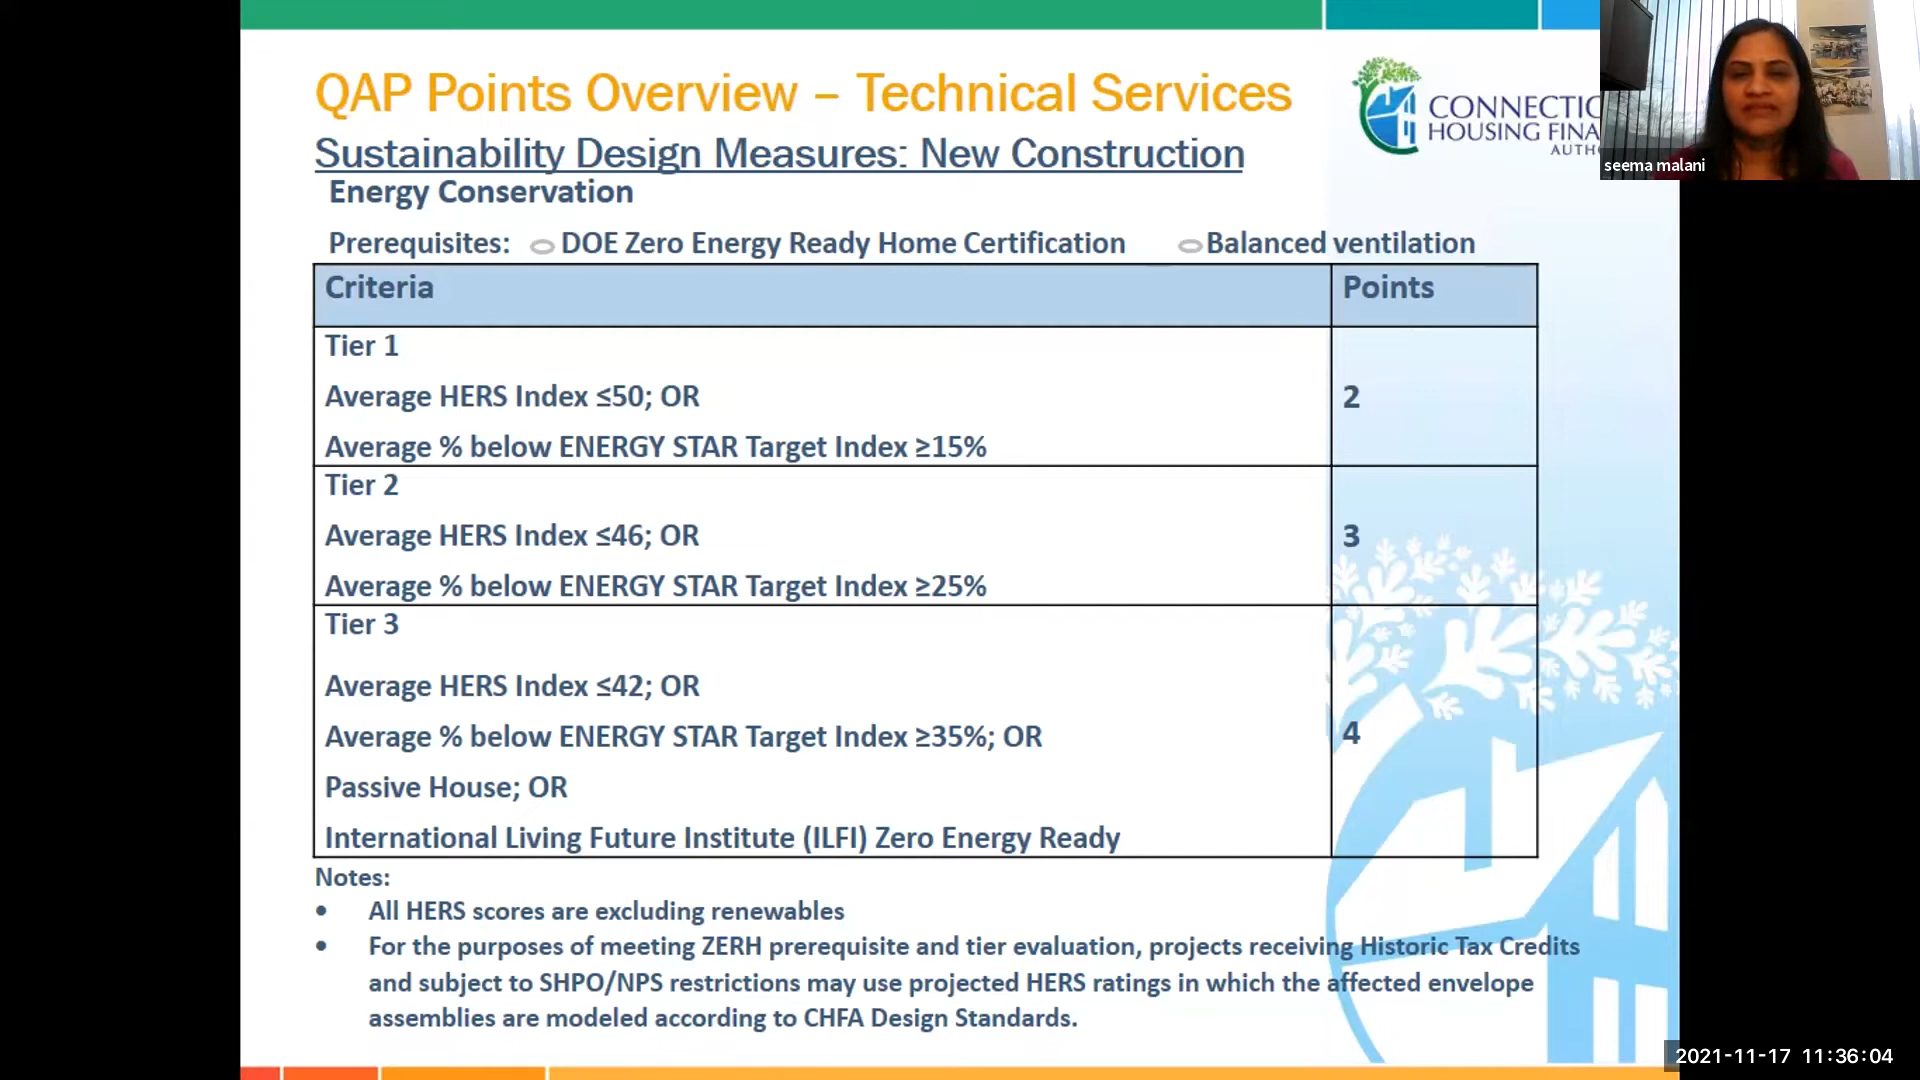 QAP Points Overview – Technical Services
Sustainability Design Measures: New Construction
CONNECTIC
HOUSING FINA
AUTH
seema malani
Energy Conservation
Prerequisites: DOE Zero Energy Ready Home Certification Balanced ventilation
Criteria Points
Tier 1
Average HERS Index ≤50; OR
2
Average % below ENERGY STAR Target Index ≥15%
Tier 2
Average HERS Index ≤46; OR
3
Average % below ENERGY STAR Target Index ≥25%
Tier 3
Average HERS Index ≤42; OR
Average % below ENERGY STAR Target Index ≥35%; OR
4
Passive House; OR
International Living Future Institute (ILFI) Zero Energy Ready
Notes:
• All HERS scores are excluding renewables
• For the purposes of meeting ZERH prerequisite and tier evaluation, projects receiving Historic Tax Credits
and subject to SHPO/NPS restrictions may use projected HERS ratings in which the affected envelope
assemblies are modeled according to CHFA Design Standards.
2021-11-17 11:36:04